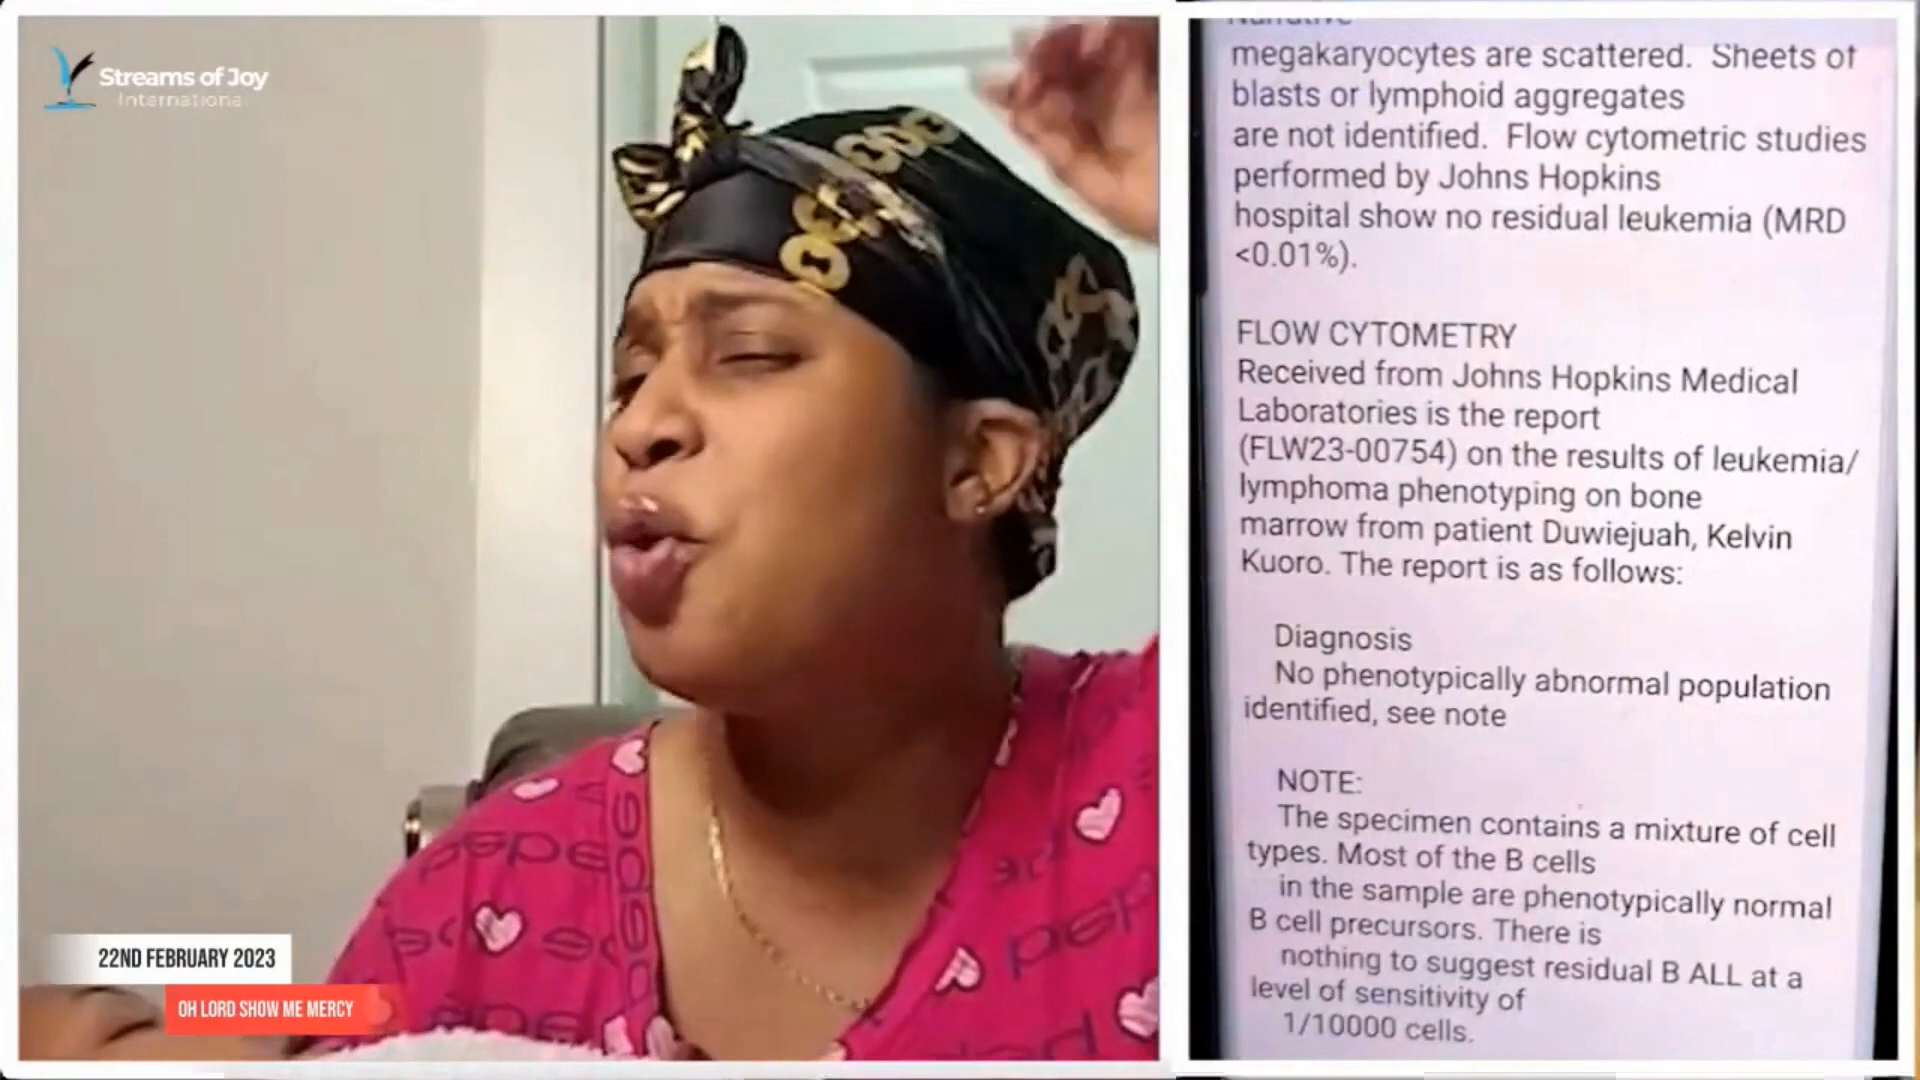 Streams of Joy
International
22ND FEBRUARY 2023
OH LORD SHOW ME MERCY
Narrative
megakaryocytes are scattered. Sheets of
blasts or lymphoid aggregates
are not identified. Flow cytometric studies
performed by Johns Hopkins
hospital show no residual leukemia (MRD
<0.01%).
FLOW CYTOMETRY
Received from Johns Hopkins Medical
Laboratories is the report
(FLW23-00754) on the results of leukemia/
lymphoma phenotyping on bone
marrow from patient Duwiejuah, Kelvin
Kuoro. The report is as follows:
Diagnosis
No phenotypically abnormal population
identified, see note
NOTE:
The specimen contains a mixture of cell
types. Most of the B cells
in the sample are phenotypically normal
B cell precursors. There is
nothing to suggest residual B ALL at a
level of sensitivity of
1/10000 cells.